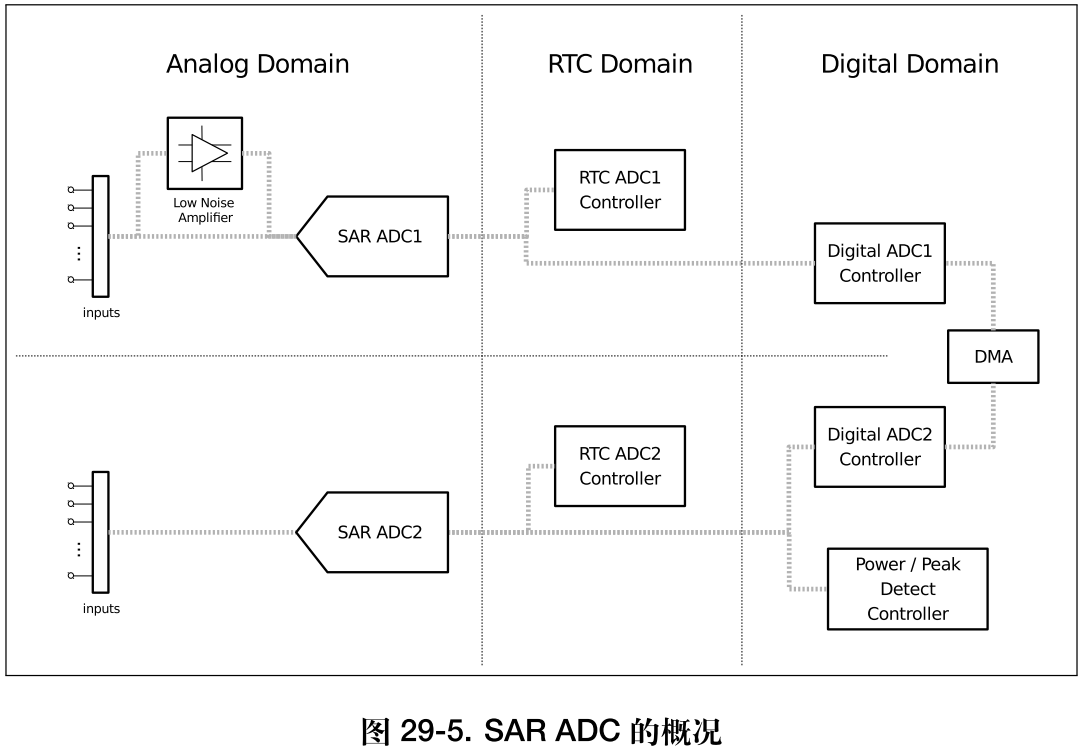 Analog Domain
RTC Domain
Digital Domain
Low Noise
Amplifier
inputs
SAR ADC1
RTC ADC1
Controller
Digital ADC1
Controller
DMA
inputs
SAR ADC2
RTC ADC2
Controller
Digital ADC2
Controller
Power / Peak
Detect
Controller
图 29-5. SAR ADC 的概况